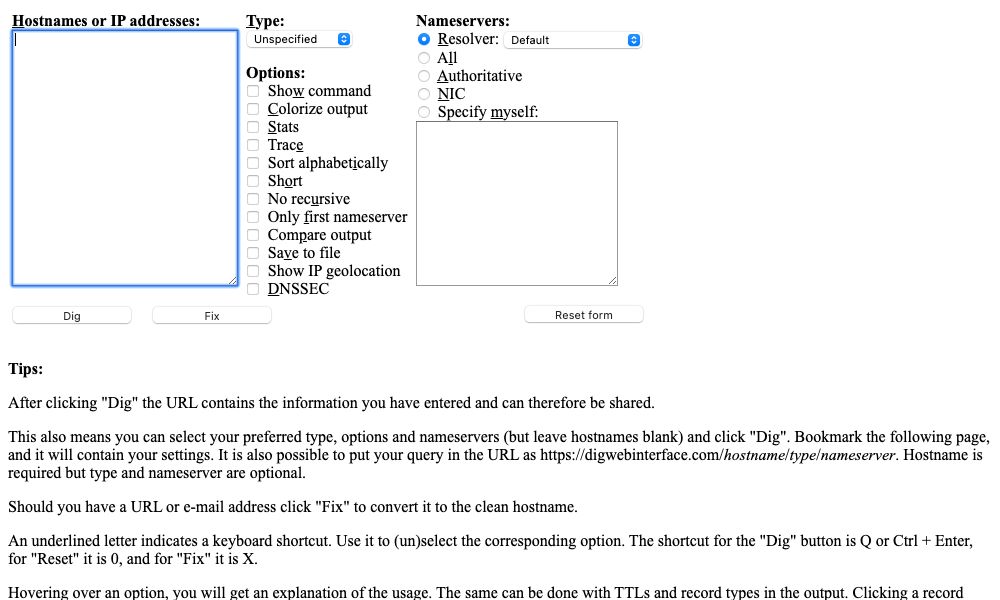 Hostnames or IP addresses:
Type:
Unspecified
Options:
Show command
Colorize output
Stats
Trace
Sort alphabetically
Short
No recursive
Only first nameserver
Compare output
Save to file
Show IP geolocation
DNSSEC
Nameservers:
Resolver: Default
All
Authoritative
NIC
Specify myself:
Dig
Fix
Reset form
Tips:
After clicking "Dig" the URL contains the information you have entered and can therefore be shared.
This also means you can select your preferred type, options and nameservers (but leave hostnames blank) and click "Dig". Bookmark the following page,
and it will contain your settings. It is also possible to put your query in the URL as https://digwebinterface.com/hostname/type/nameserver. Hostname is
required but type and nameserver are optional.
Should you have a URL or e-mail address click "Fix" to convert it to the clean hostname.
An underlined letter indicates a keyboard shortcut. Use it to (un)select the corresponding option. The shortcut for the "Dig" button is Q or Ctrl + Enter,
for "Reset" it is 0, and for "Fix" it is X.
Hovering over an option, you will get an explanation of the usage. The same can be done with TTLs and record types in the output. Clicking a record